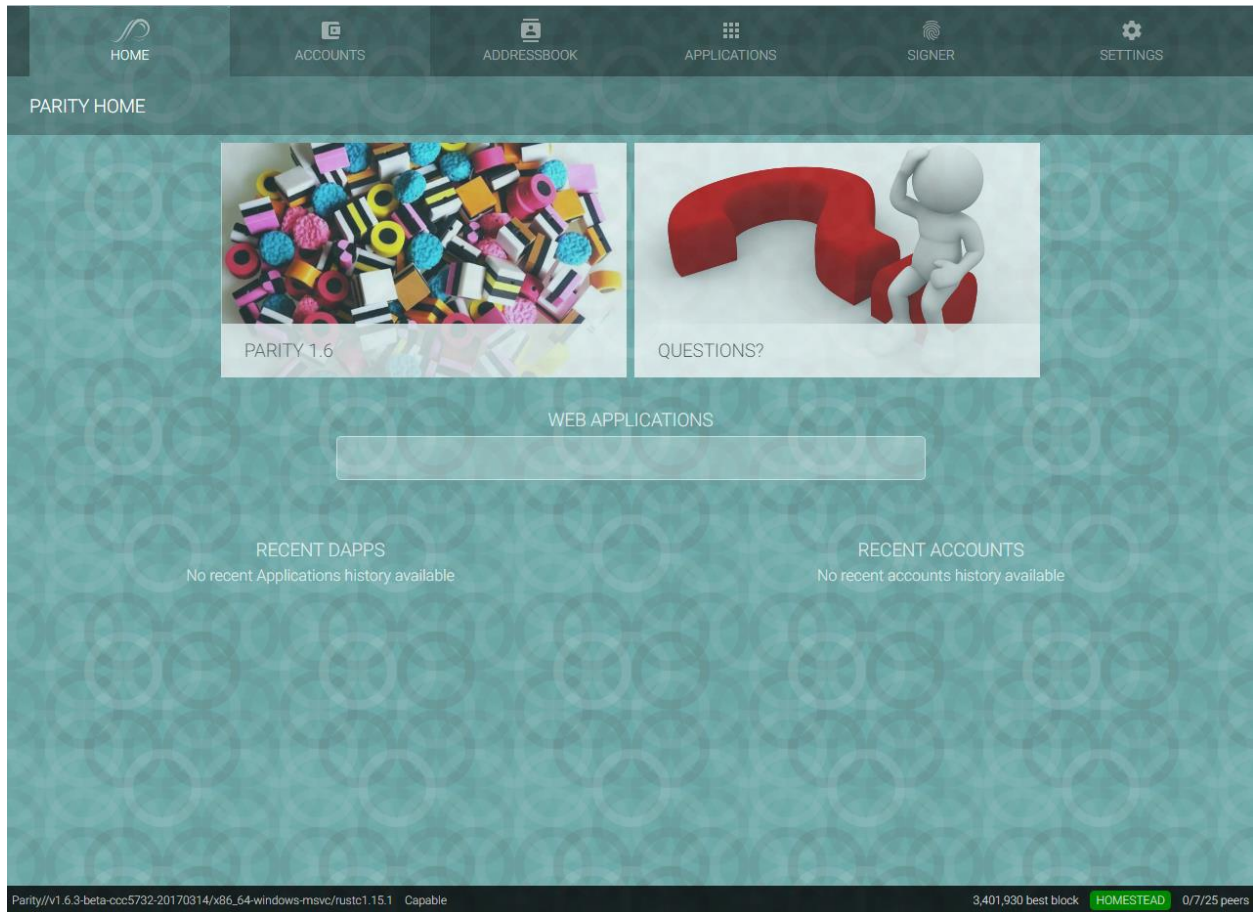 HOME ACCOUNTS ADDRESSBOOK APPLICATIONS SIGNER SETTINGS
PARITY HOME
PARITY 1.6 QUESTIONS?
WEB APPLICATIONS
RECENT DAPPS
No recent Applications history available
RECENT ACCOUNTS
No recent accounts history available
Parity//v1.6.3-beta-ccc5732-20170314/x86_64-windows-msvc/rustc1.15.1 Capable 3,401,930 best block HOMESTEAD 0/7/25 peers